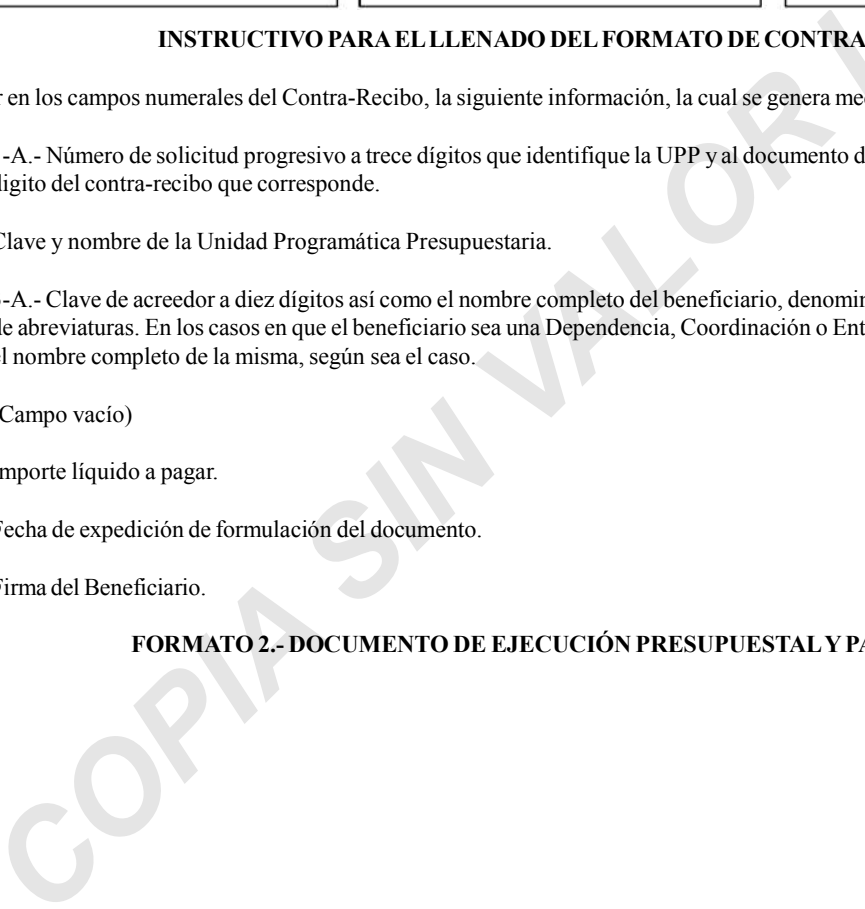 INSTRUCTIVO PARA EL LLENADO DEL FORMATO DE CONTRA
r en los campos numerales del Contra-Recibo, la siguiente información, la cual se genera me
-A.- Número de solicitud progresivo a trece dígitos que identifique la UPP y al documento d
digito del contra-recibo que corresponde.
Clave y nombre de la Unidad Programática Presupuestaria.
-A.- Clave de acreedor a diez dígitos así como el nombre completo del beneficiario, denomin
de abreviaturas. En los casos en que el beneficiario sea una Dependencia, Coordinación o Ent
el nombre completo de la misma, según sea el caso.
Campo vacío)
mporte líquido a pagar.
Fecha de expedición de formulación del documento.
Firma del Beneficiario.
FORMATO 2.- DOCUMENTO DE EJECUCIÓN PRESUPUESTAL Y PA
COPIA SIN VALOR